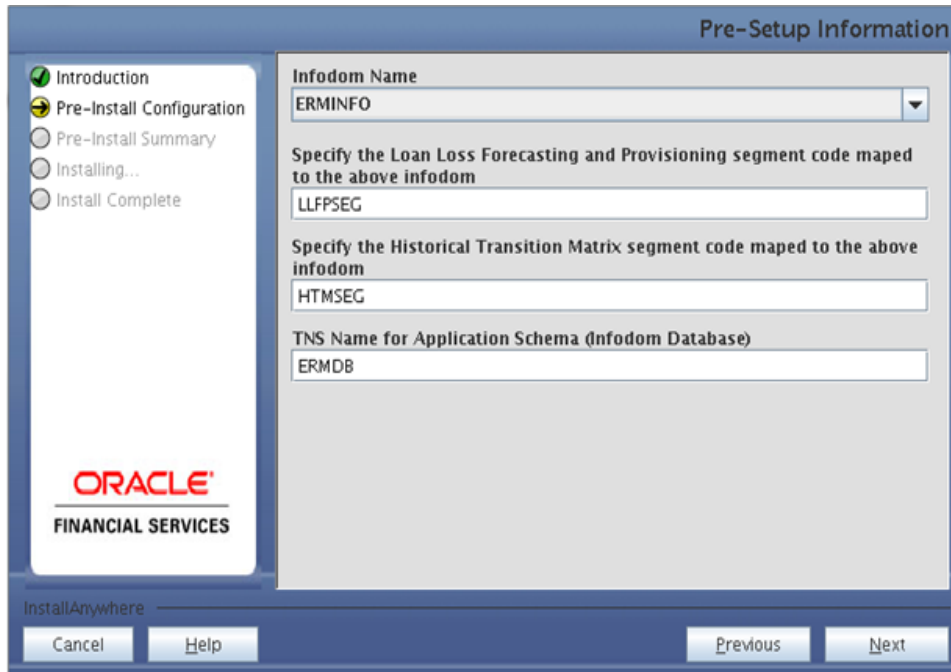 Pre-Setup Information
Introduction
Pre-Install Configuration
Pre-Install Summary
Installing...
Install Complete
ORACLE'
FINANCIAL SERVICES
Infodom Name
ERMINFO
Specify the Loan Loss Forecasting and Provisioning segment code maped
to the above infodom
LLFPSEG
Specify the Historical Transition Matrix segment code maped to the above
infodom
HTMSEG
TNS Name for Application Schema (Infodom Database)
ERMDB
InstallAnywhere
Cancel
Help
Previous
Next